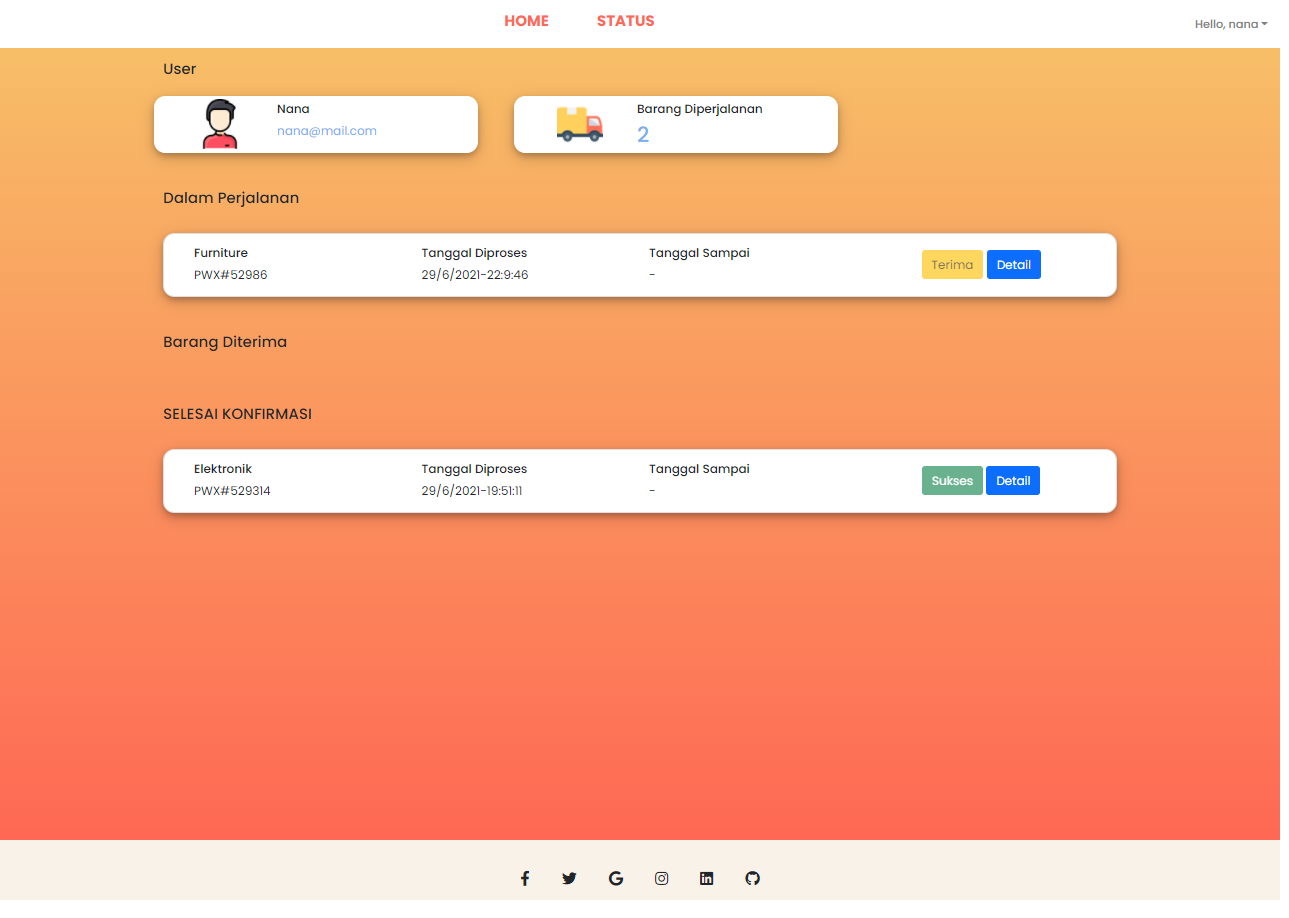 HOME STATUS Hello, nana
User
Nana
nana@mail.com
Barang Diperjalanan
2
Dalam Perjalanan
Furniture Tanggal Diproses Tanggal Sampai Terima Detail
PWX#52986 29/6/2021-22:9:46 -
Barang Diterima
SELESAI KONFIRMASI
Elektronik Tanggal Diproses Tanggal Sampai Sukses Detail
PWX#529314 29/6/2021-19:51:11 -